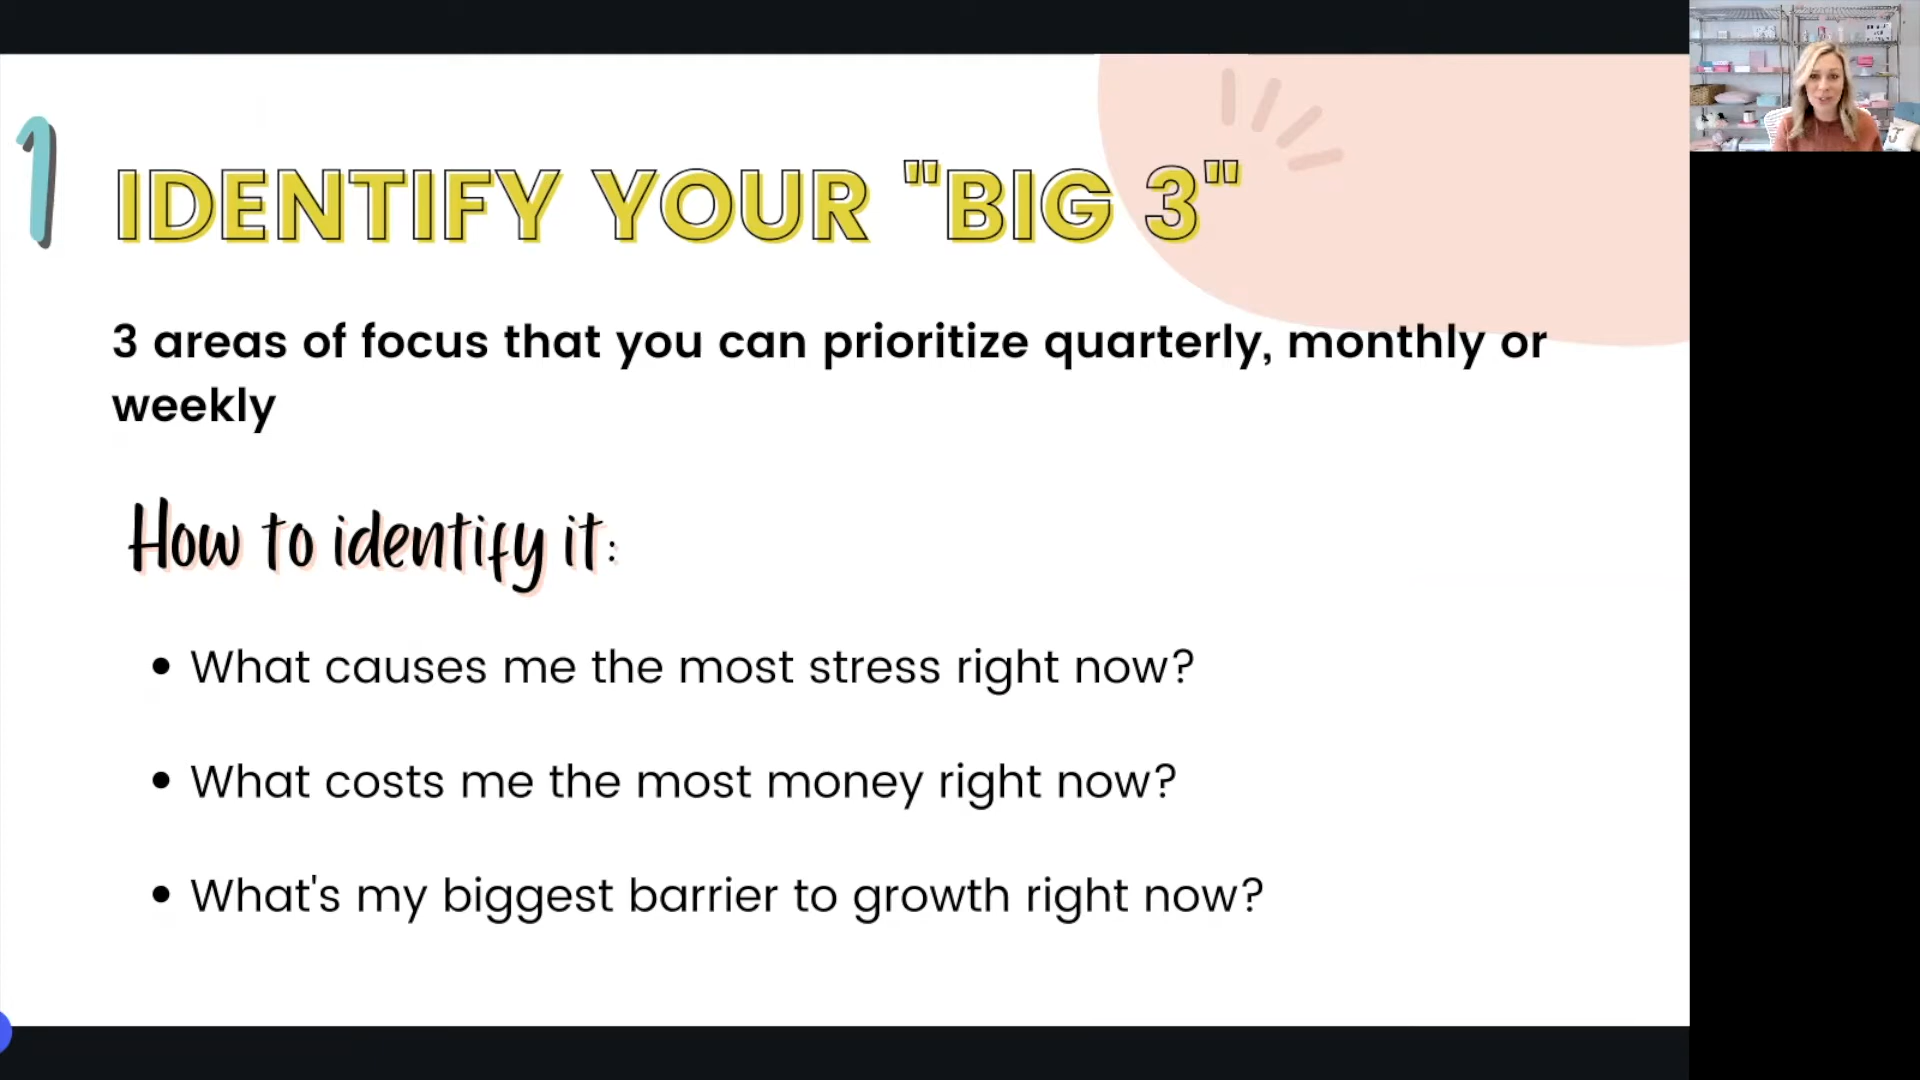 1
IDENTIFY YOUR "BIG 3"
3 areas of focus that you can prioritize quarterly, monthly or
weekly
How to identify it:
• What causes me the most stress right now?
• What costs me the most money right now?
• What's my biggest barrier to growth right now?